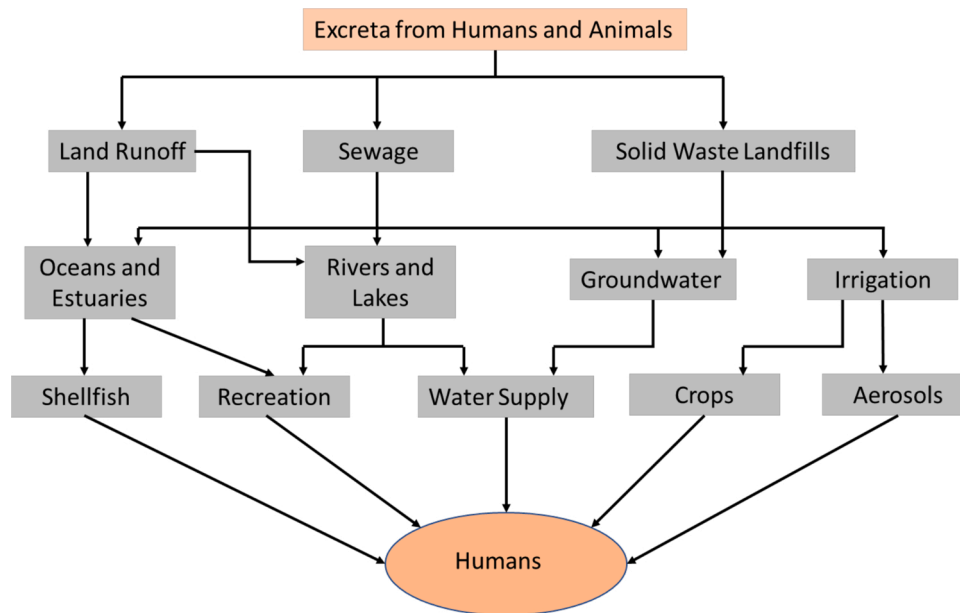 Excreta from Humans and Animals
Land Runoff
Sewage
Solid Waste Landfills
Oceans and
Estuaries
Rivers and
Lakes
Groundwater
Irrigation
Shellfish
Recreation
Water Supply
Crops
Aerosols
Humans